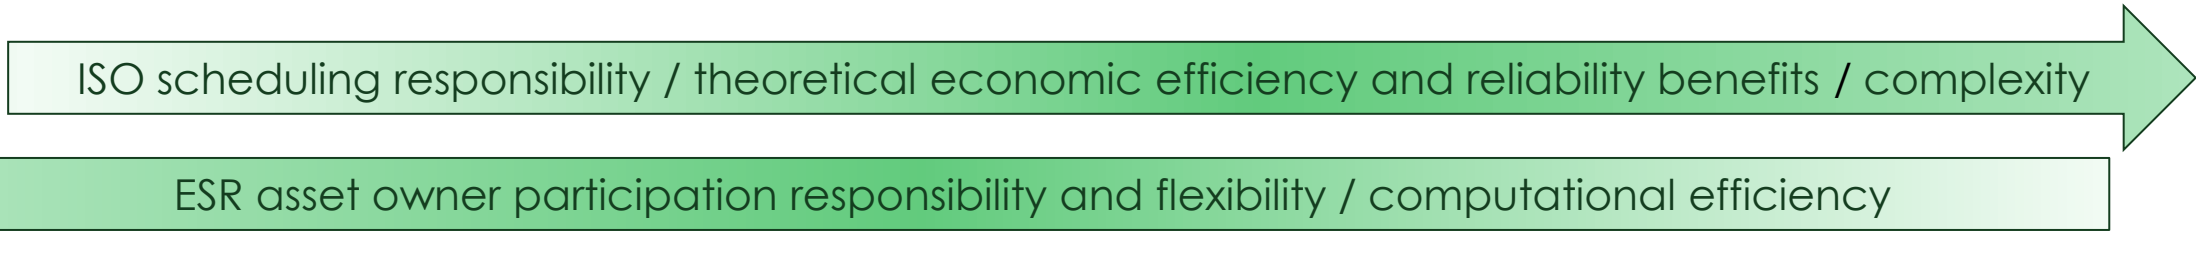 ISO scheduling responsibility / theoretical economic efficiency and reliability benefits / complexity
ESR asset owner participation responsibility and flexibility / computational efficiency